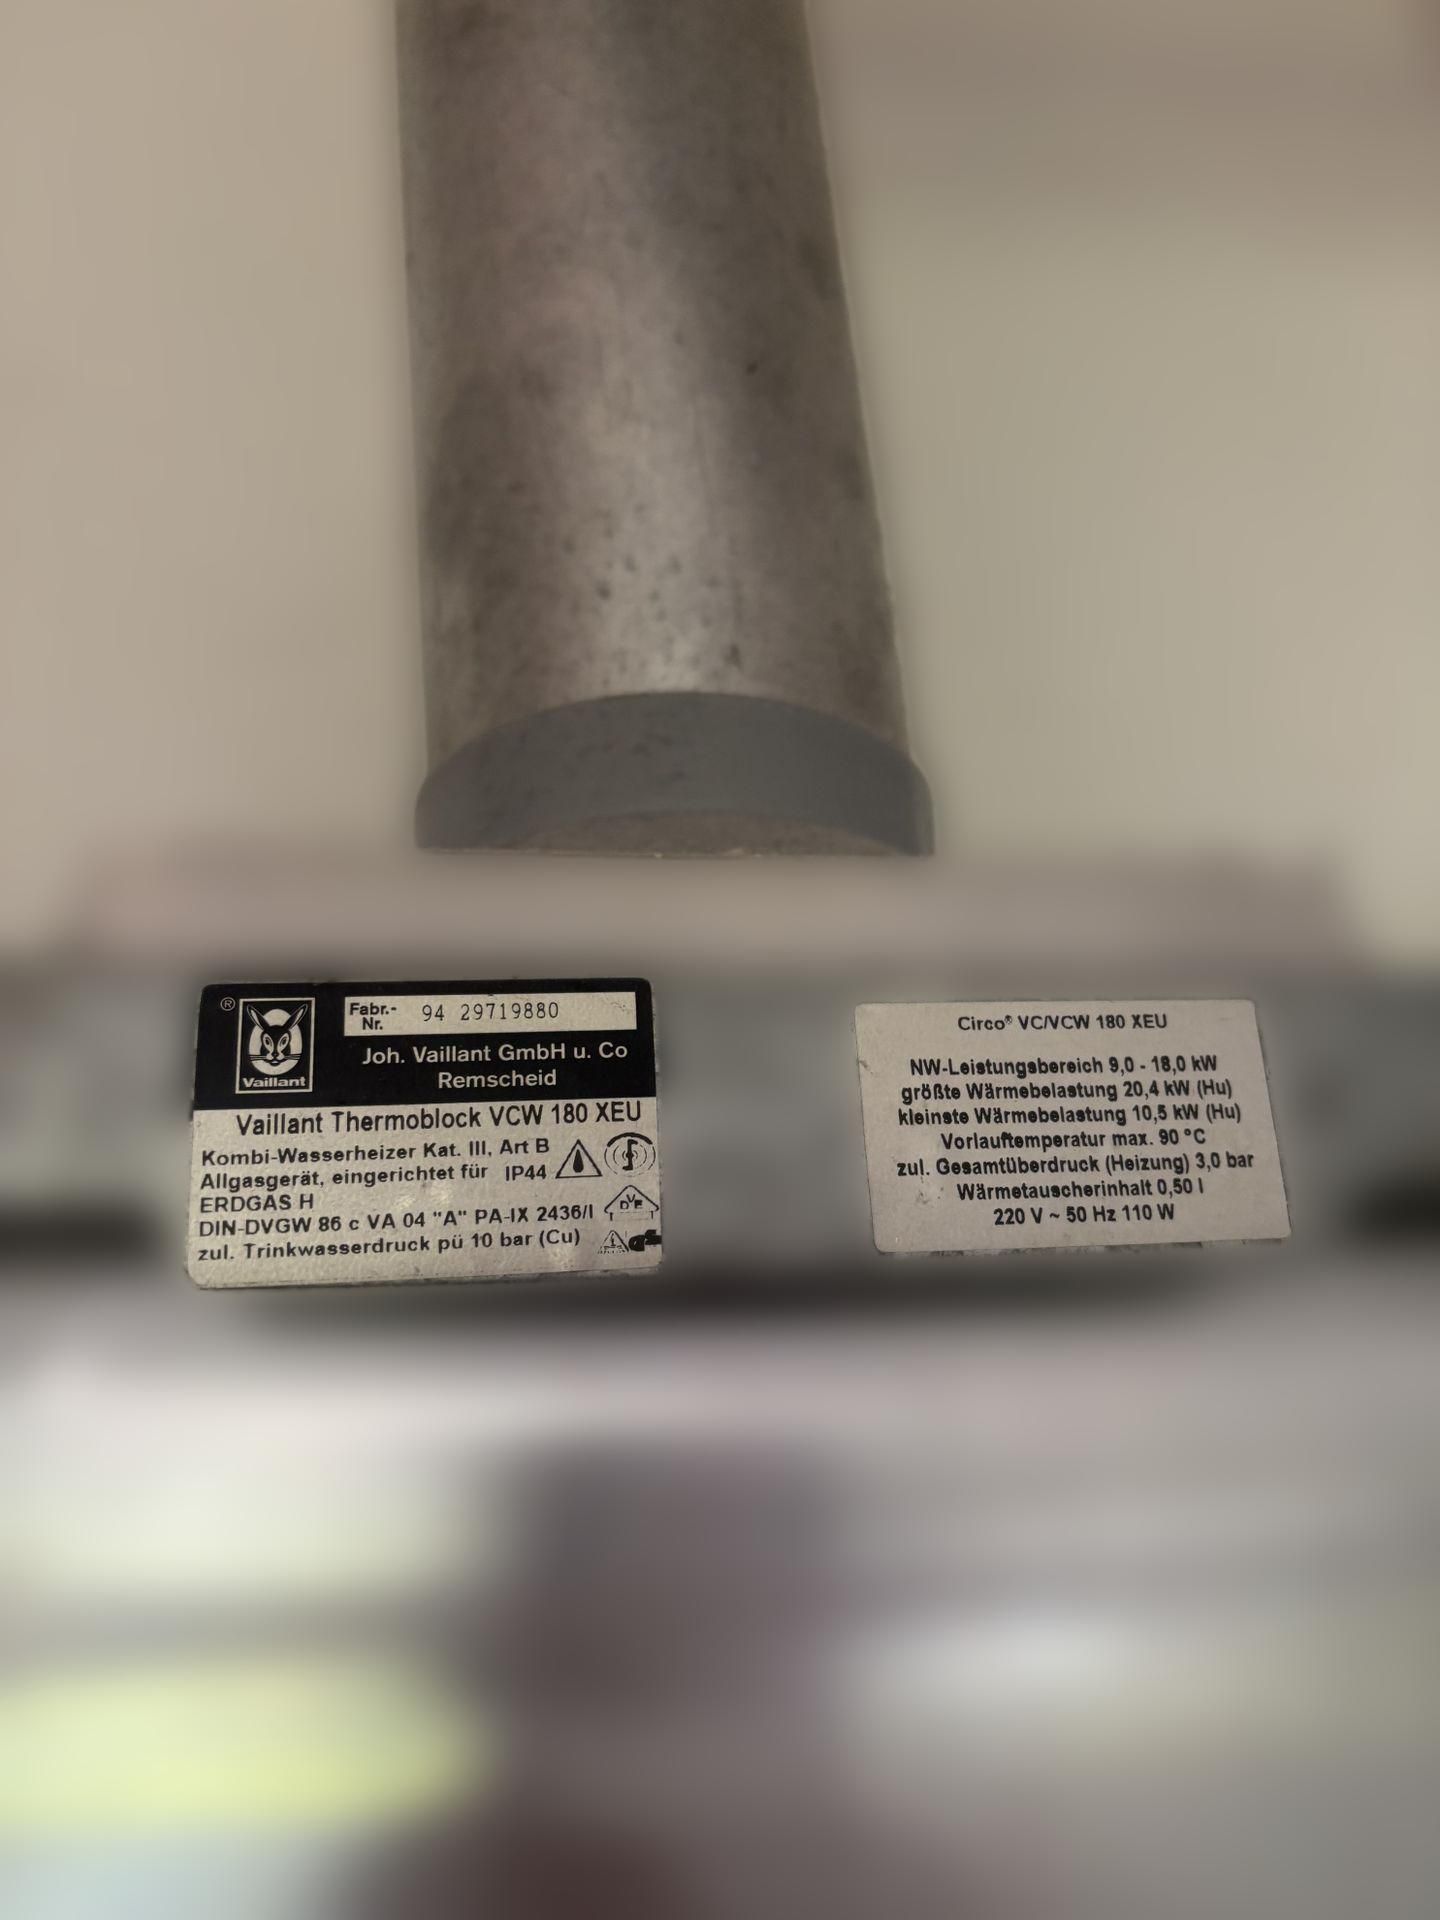 ®
Vaillant
Fabr.-Nr. 94 29719880
Joh. Vaillant GmbH u. Co
Remscheid
Vaillant Thermoblock VCW 180 XEU
Kombi-Wasserheizer Kat. III, Art B
Allgasgerät, eingerichtet für IP44
ERDGAS H
DIN-DVGW 86 c VA 04 "A" PA-IX 2436/I
DVE
zul. Trinkwasserdruck pü 10 bar (Cu)
Circo® VC/VCW 180 XEU
NW-Leistungsbereich 9,0 - 18,0 kW
größte Wärmebelastung 20,4 kW (Hu)
kleinste Wärmebelastung 10,5 kW (Hu)
Vorlauftemperatur max. 90 °C
zul. Gesamtüberdruck (Heizung) 3,0 bar
Wärmetauscherinhalt 0,50 l
220 V ~ 50 Hz 110 W